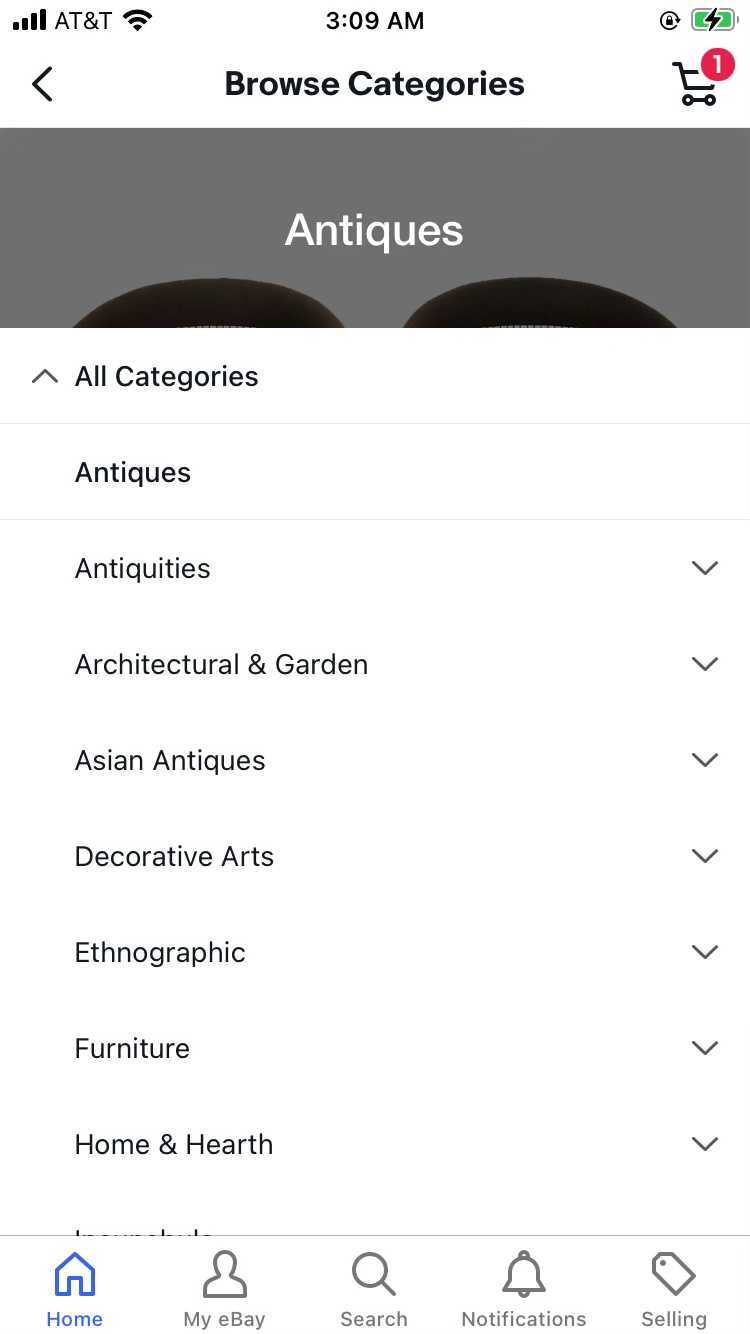 AT&T 3:09 AM
Browse Categories 1
Antiques
All Categories
Antiques
Antiquities
Architectural & Garden
Asian Antiques
Decorative Arts
Ethnographic
Furniture
Home & Hearth
Home My eBay Search Notifications Selling